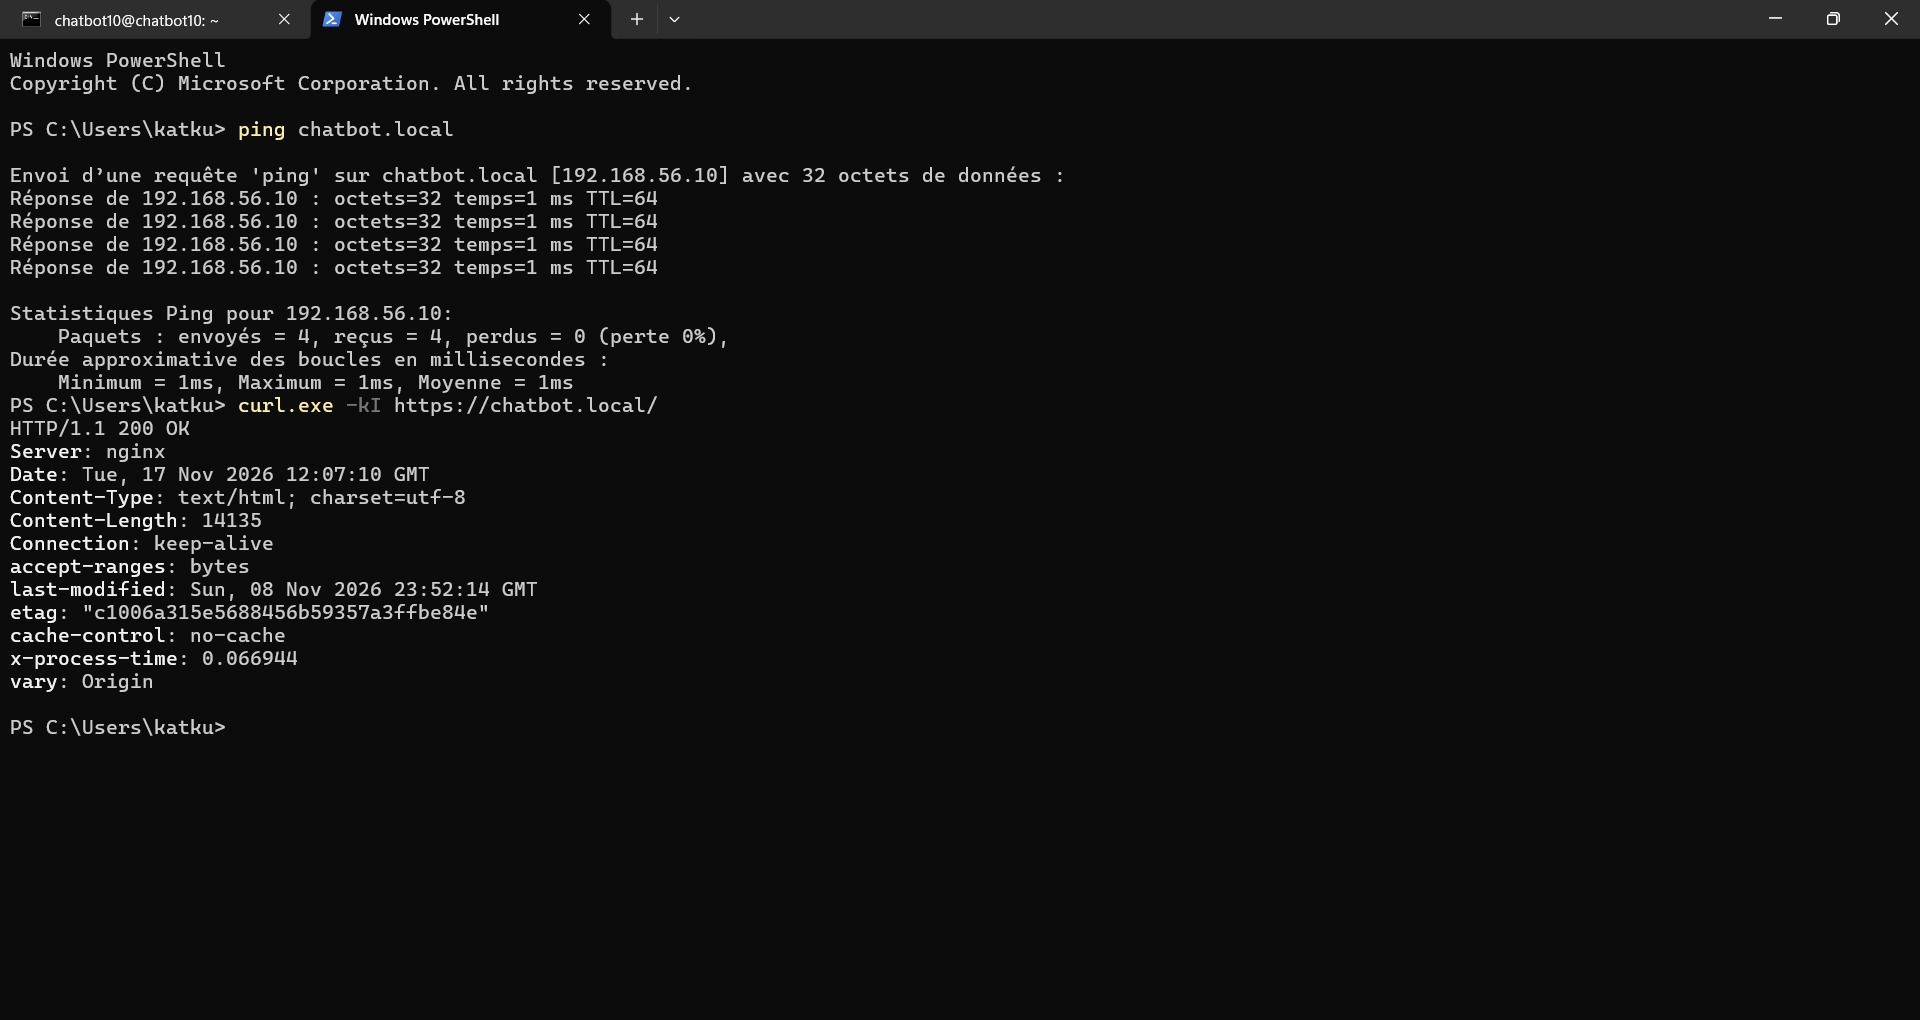 chatbot10@chatbot10: ~
Windows PowerShell
Windows PowerShell
Copyright (C) Microsoft Corporation. All rights reserved.
PS C:\Users\katku> ping chatbot.local
Envoi d’une requête 'ping' sur chatbot.local [192.168.56.10] avec 32 octets de données :
Réponse de 192.168.56.10 : octets=32 temps=1 ms TTL=64
Réponse de 192.168.56.10 : octets=32 temps=1 ms TTL=64
Réponse de 192.168.56.10 : octets=32 temps=1 ms TTL=64
Réponse de 192.168.56.10 : octets=32 temps=1 ms TTL=64
Statistiques Ping pour 192.168.56.10:
    Paquets : envoyés = 4, reçus = 4, perdus = 0 (perte 0%),
Durée approximative des boucles en millisecondes :
    Minimum = 1ms, Maximum = 1ms, Moyenne = 1ms
PS C:\Users\katku> curl.exe -kI https://chatbot.local/
HTTP/1.1 200 OK
Server: nginx
Date: Tue, 17 Nov 2026 12:07:10 GMT
Content-Type: text/html; charset=utf-8
Content-Length: 14135
Connection: keep-alive
accept-ranges: bytes
last-modified: Sun, 08 Nov 2026 23:52:14 GMT
etag: "c1006a315e5688456b59357a3ffbe84e"
cache-control: no-cache
x-process-time: 0.066944
vary: Origin
PS C:\Users\katku>